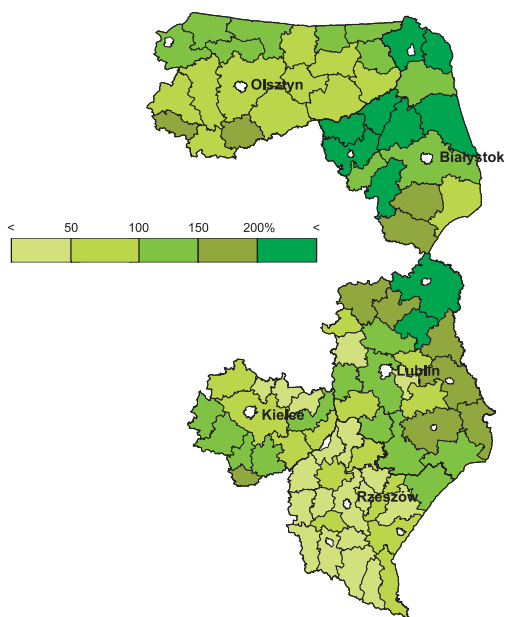 Olsztyn
Białystok
< 50 100 150 200% <
Lublin
Kielce
Rzeszów